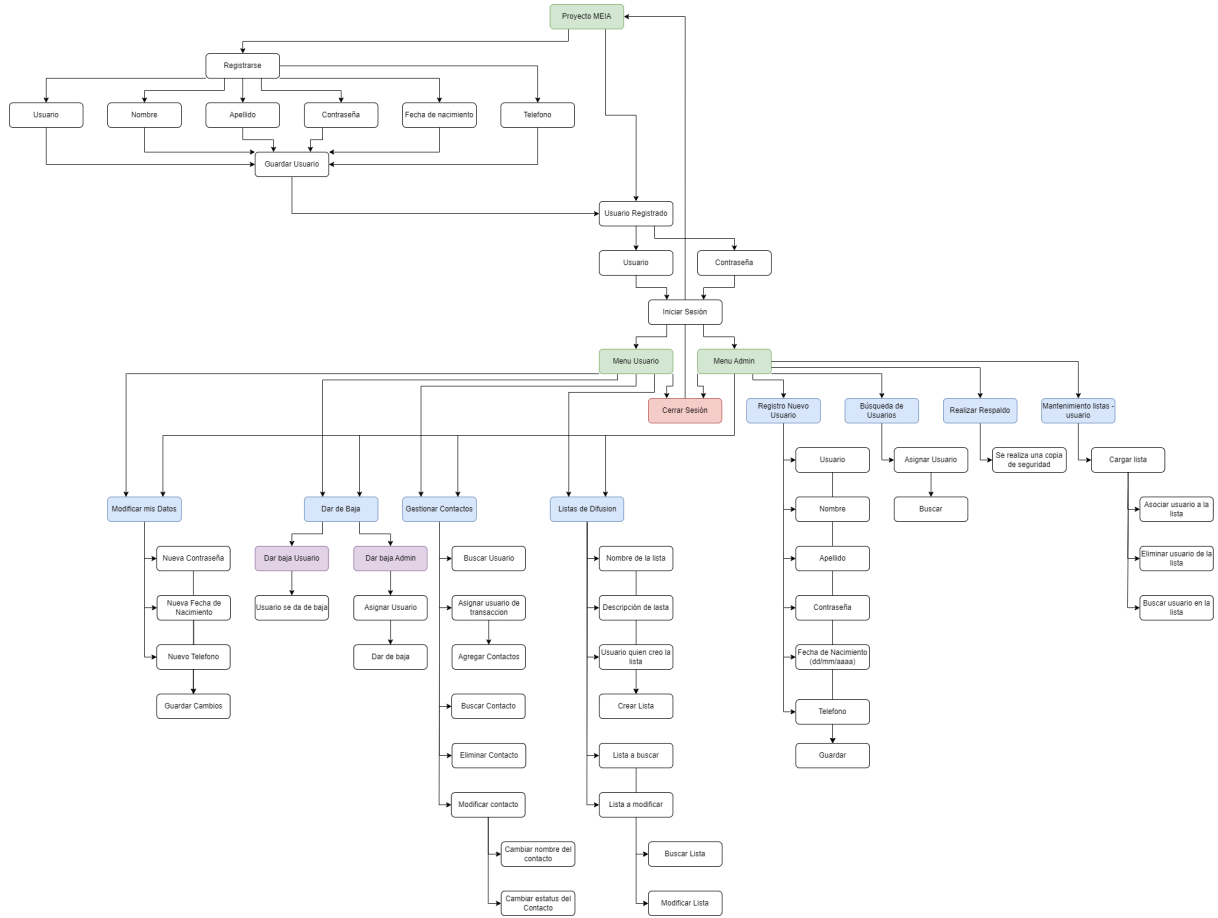 Proyecto MEIA
Registrarse
Usuario
Nombre
Apellido
Contraseña
Fecha de nacimiento
Telefono
Guardar Usuario
Usuario Registrado
Usuario
Contraseña
Iniciar Sesión
Menu Usuario
Menu Admin
Cerrar Sesión
Registro Nuevo
Usuario
Búsqueda de
Usuarios
Realizar Respaldo
Mantenimiento listas -
usuario
Usuario
Asignar Usuario
Se realiza una copia
de seguridad
Cargar lista
Modificar mis Datos
Dar de Baja
Gestionar Contactos
Listas de Difusion
Nombre
Buscar
Asociar usuario a la
lista
Nueva Contraseña
Dar baja Usuario
Dar baja Admin
Buscar Usuario
Nombre de la lista
Apellido
Eliminar usuario de la
lista
Nueva Fecha de
Nacimiento
Usuario se da de baja
Asignar Usuario
Asignar usuario de
transaccion
Descripción de lasta
Contraseña
Buscar usuario en la
lista
Nuevo Telefono
Dar de baja
Agregar Contactos
Usuario quien creo la
lista
Fecha de Nacimiento
(dd/mm/aaaa)
Guardar Cambios
Buscar Contacto
Crear Lista
Telefono
Eliminar Contacto
Lista a buscar
Guardar
Modificar contacto
Lista a modificar
Cambiar nombre del
contacto
Buscar Lista
Cambiar estatus del
Contacto
Modificar Lista